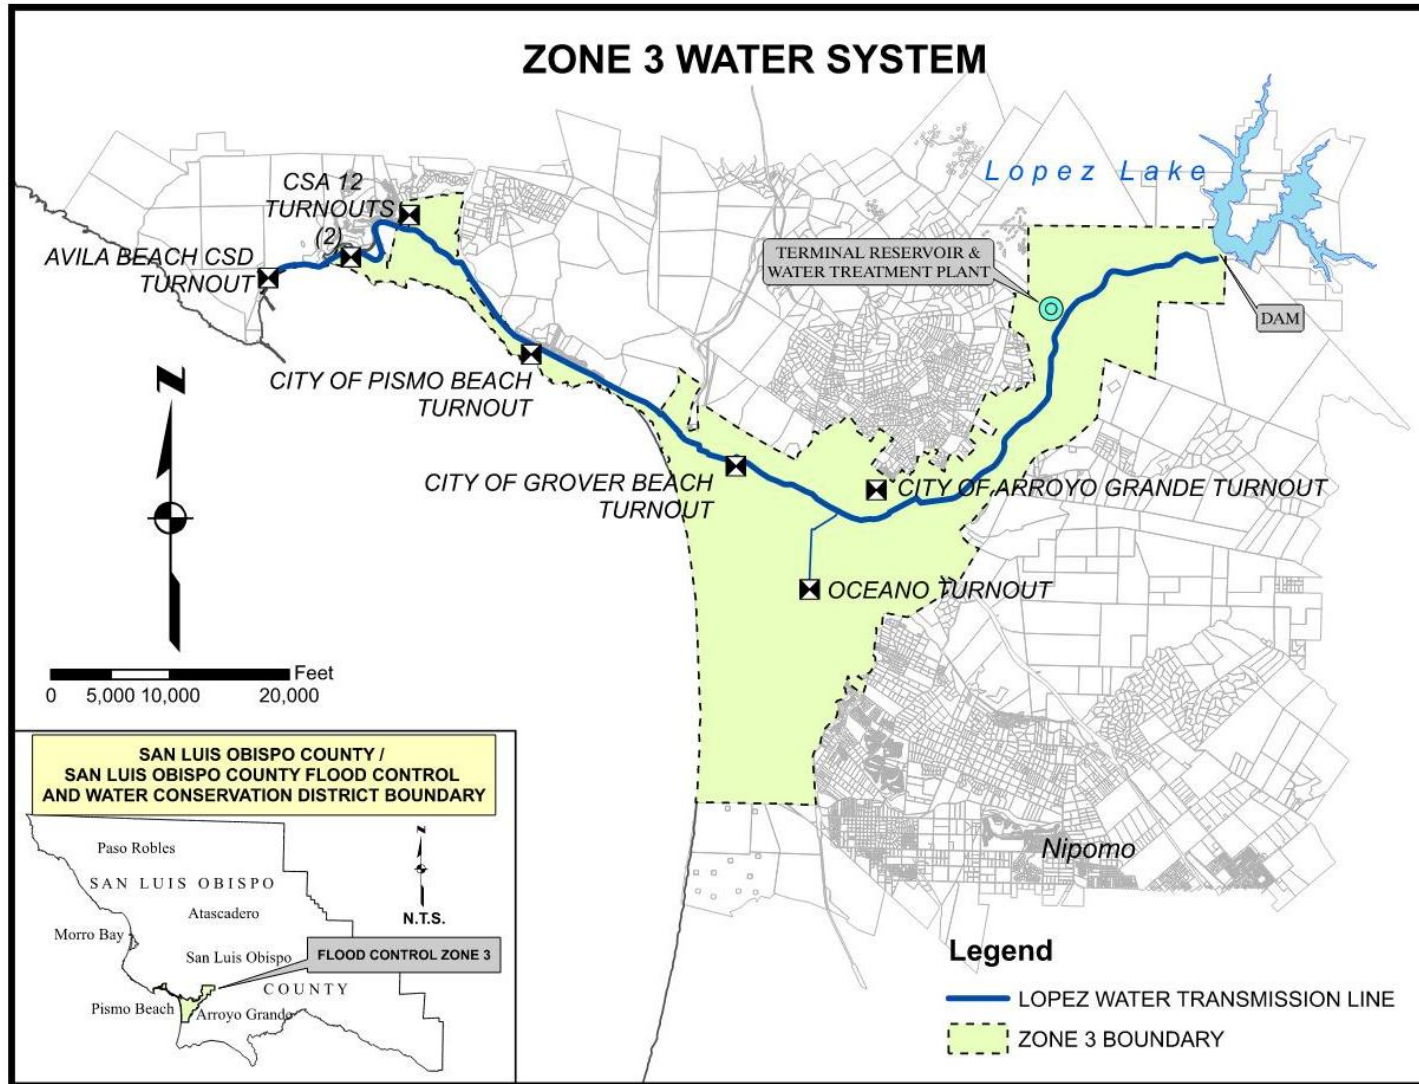 ZONE 3 WATER SYSTEM
Lopez Lake
CSA 12
TURNOUTS
(2)
AVILA BEACH CSD
TURNOUT
TERMINAL RESERVOIR &
WATER TREATMENT PLANT
DAM
CITY OF PISMO BEACH
TURNOUT
CITY OF GROVER BEACH
TURNOUT
CITY OF ARROYO GRANDE TURNOUT
OCEANO TURNOUT
N
Feet
0 5,000 10,000 20,000
Nipomo
SAN LUIS OBISPO COUNTY /
SAN LUIS OBISPO COUNTY FLOOD CONTROL
AND WATER CONSERVATION DISTRICT BOUNDARY
Paso Robles
SAN LUIS OBISPO
Atascadero
N
N.T.S.
Morro Bay
San Luis Obispo
FLOOD CONTROL ZONE 3
COUNTY
Pismo Beach
Arroyo Grande
Legend
LOPEZ WATER TRANSMISSION LINE
ZONE 3 BOUNDARY